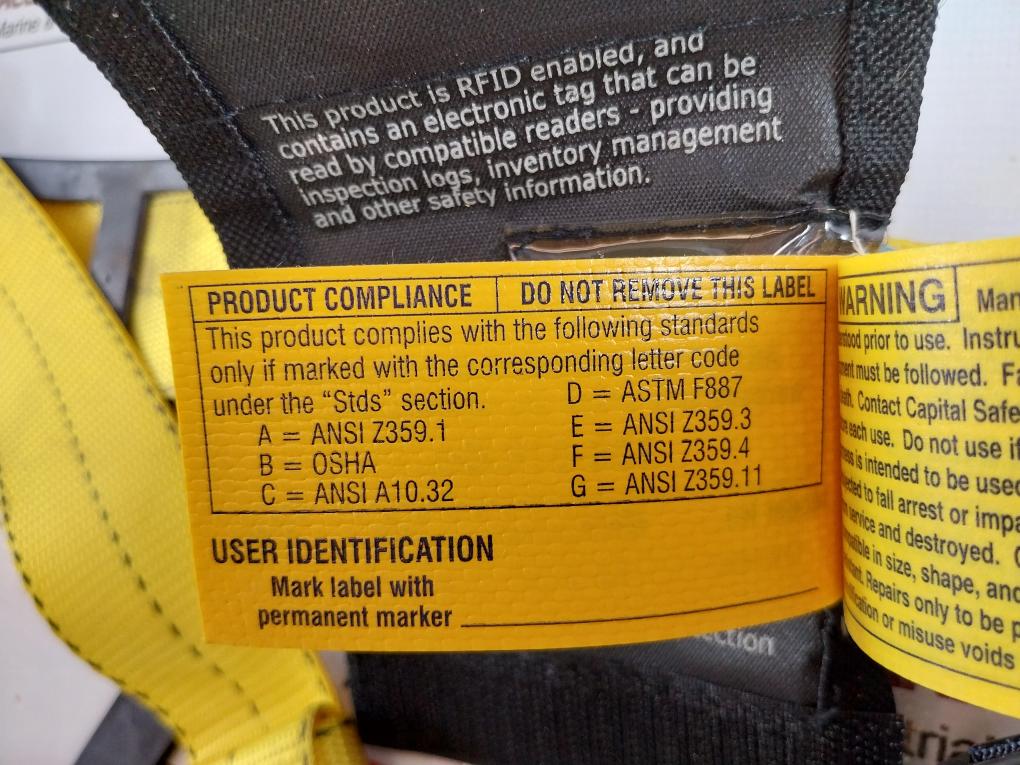 Marine &
This product is RFID enabled, and
contains an electronic tag that can be
read by compatible readers - providing
inspection logs, inventory management
and other safety information.
PRODUCT COMPLIANCE DO NOT REMOVE THIS LABEL
This product complies with the following standards
only if marked with the corresponding letter code
under the “Stds” section.
A = ANSI Z359.1
B = OSHA
C = ANSI A10.32
D = ASTM F887
E = ANSI Z359.3
F = ANSI Z359.4
G = ANSI Z359.11
USER IDENTIFICATION
Mark label with
permanent marker
WARNING
prior to use.
must be followed.
Contact Capital Safe
each use. Do not use if
is intended to be used
to fall arrest or impa
and destroyed.
in size, shape, and
Repairs only to be p
or misuse voids